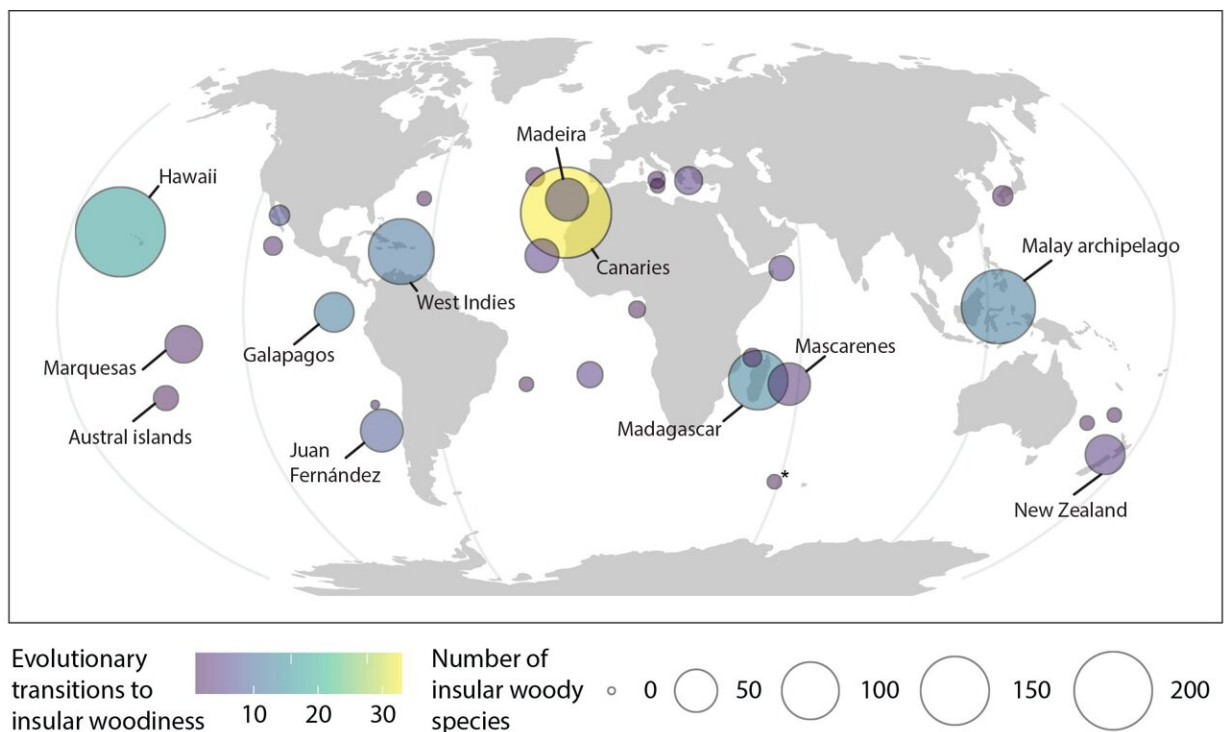 Madeira
Hawaii
Malay archipelago
Canaries
West Indies
Galapagos
Mascarenes
Marquesas
Madagascar
Austral islands
Juan
Fernández
*
New Zealand
Evolutionary
transitions to
insular woodiness
10 20 30
Number of
insular woody
species
0 50 100 150 200